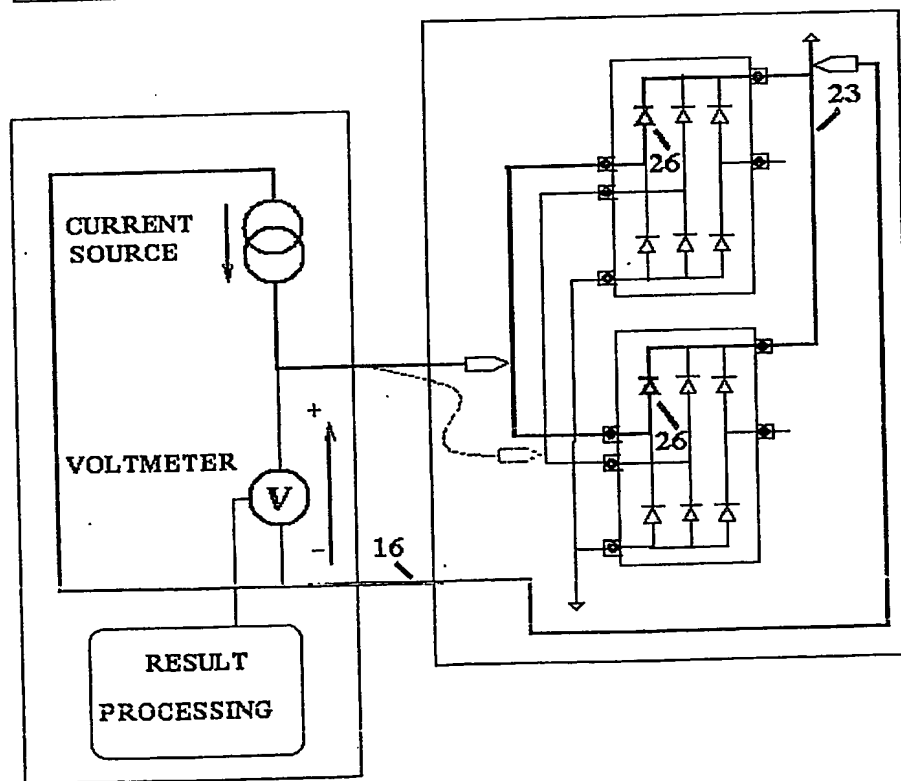 23
26
CURRENT
SOURCE
+
26
VOLTMETER
V
−
16
RESULT
PROCESSING